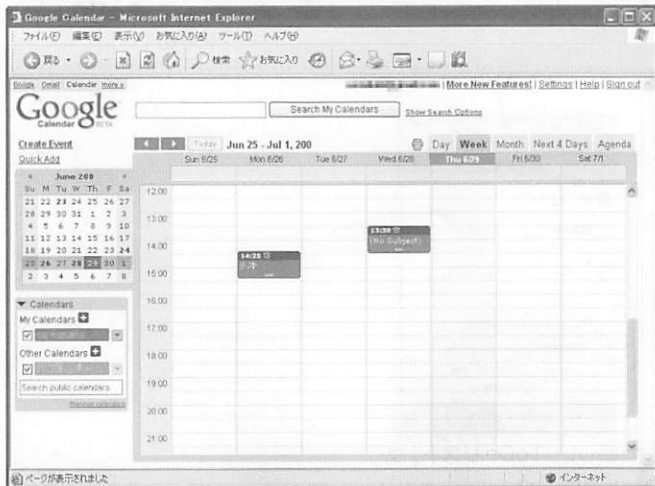 Google Calendar - Microsoft Internet Explorer
ファイル(F) 編集(E) 表示(V) お気に入り(A) ツール(T) ヘルプ(H)
戻る 検索 お気に入り
Google Gmail Calendar more »
More New Features! | Settings | Help | Sign out
Google
Calendar BETA
Search My Calendars Show Search Options
Create Event
Quick Add
Today Jun 25 - Jul 1, 200
Day Week Month Next 4 Days Agenda
Sun 6/25 Mon 6/26 Tue 6/27 Wed 6/28 Thu 6/29 Fri 6/30 Sat 7/1
« June 200 »
Su M Tu W Th F Sa
21 22 23 24 25 26 27
28 29 30 31 1 2 3
4 5 6 7 8 9 10
11 12 13 14 15 16 17
18 19 20 21 22 23 24
25 26 27 28 29 30 1
2 3 4 5 6 7 8
12:00
13:00
13:30
(No Subject)
14:00
14:25
テスト
15:00
16:00
17:00
18:00
19:00
20:00
21:00
Calendars
My Calendars
Other Calendars
Search public calendars
Manage calendars
ページが表示されました
インターネット